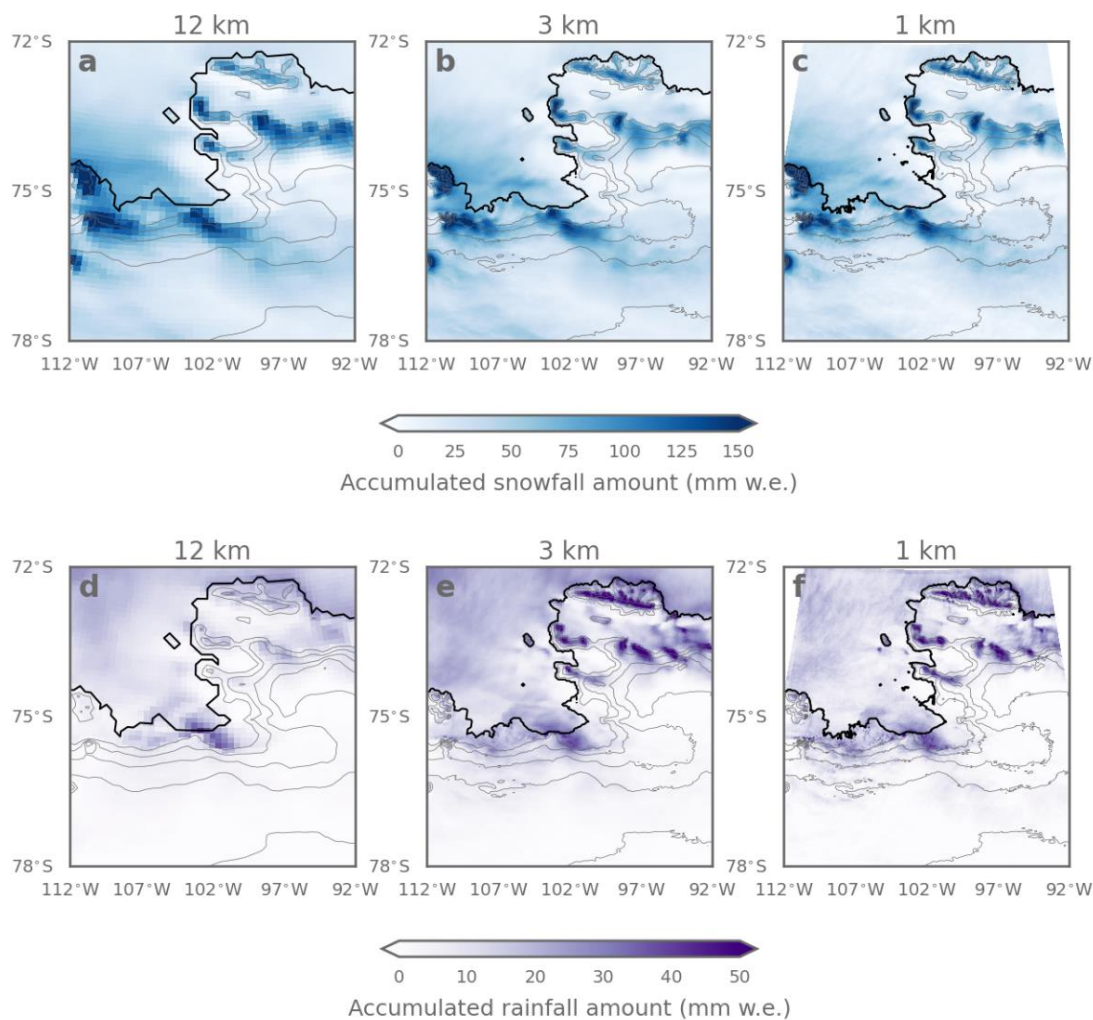 12 km 3 km 1 km
72°S 72°S 72°S
a b c
75°S 75°S 75°S
78°S 78°S 78°S
112°W 107°W 102°W 97°W 92°W 112°W 107°W 102°W 97°W 92°W 112°W 107°W 102°W 97°W 92°W
0 25 50 75 100 125 150
Accumulated snowfall amount (mm w.e.)
12 km 3 km 1 km
72°S 72°S 72°S
d e f
75°S 75°S 75°S
78°S 78°S 78°S
112°W 107°W 102°W 97°W 92°W 112°W 107°W 102°W 97°W 92°W 112°W 107°W 102°W 97°W 92°W
0 10 20 30 40 50
Accumulated rainfall amount (mm w.e.)